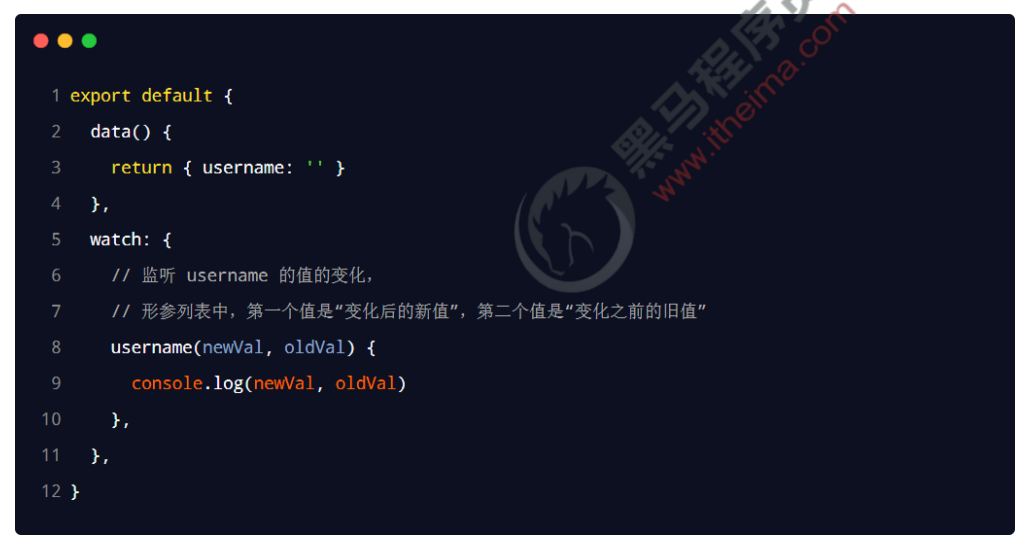 黑马程序员
www.itheima.com
1 export default {
2 data() {
3 return { username: '' }
4 },
5 watch: {
6 // 监听 username 的值的变化,
7 // 形参列表中，第一个值是“变化后的新值”，第二个值是“变化之前的旧值”
8 username(newVal, oldVal) {
9 console.log(newVal, oldVal)
10 },
11 },
12 }